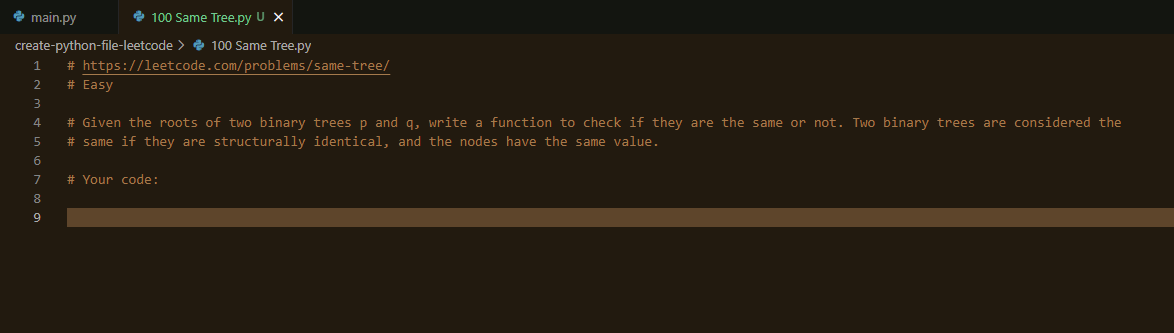 main.py
100 Same Tree.py U
create-python-file-leetcode > 100 Same Tree.py
1 # https://leetcode.com/problems/same-tree/
2 # Easy
3
4 # Given the roots of two binary trees p and q, write a function to check if they are the same or not. Two binary trees are considered the
5 # same if they are structurally identical, and the nodes have the same value.
6
7 # Your code:
8
9